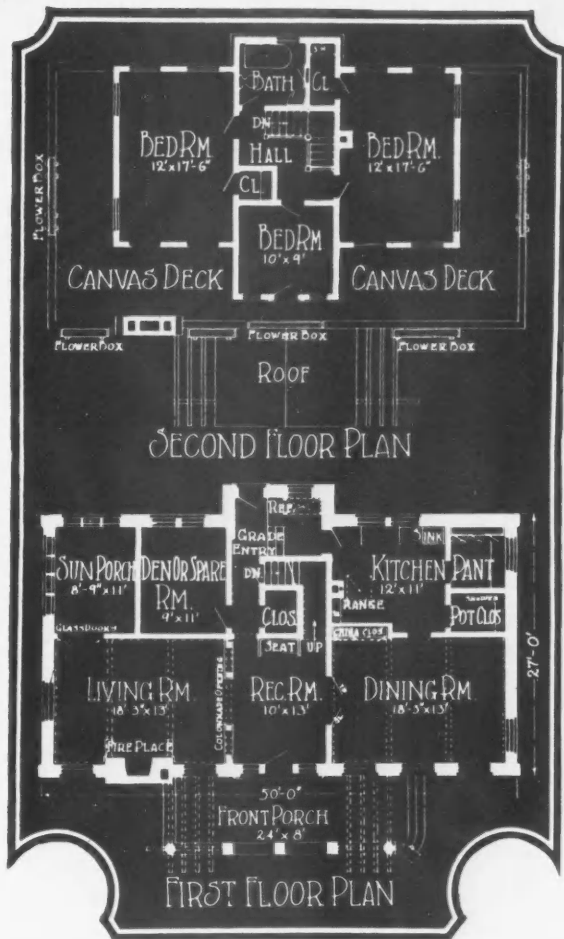 S.H.
BATH
CL
DN
HALL
BED RM.
12'x17'-6"
BED RM.
12'x17'-6"
FLOWER BOX
CL
BED RM
10'x9'
CANVAS DECK
CANVAS DECK
FLOWER BOX
FLOWER BOX
FLOWER BOX
ROOF
SECOND FLOOR PLAN
REF.
GRADE
ENTRY
SINK
SUN PORCH
8'-9"x11'
DEN OR SPARE
RM.
9'x11'
DN.
KITCHEN
12'x11'
PANT
RANGE
CLOS.
POT CLOS.
GLASS DOORS
CHINA CLOS.
SEAT
UP
LIVING RM.
18'-3"x13'
COLONNADE OPENING
REC. RM.
10'x13'
DINING RM.
18'-3"x13'
27'-0"
FIRE PLACE
50'-0"
FRONT PORCH
24'x8'
FIRST FLOOR PLAN